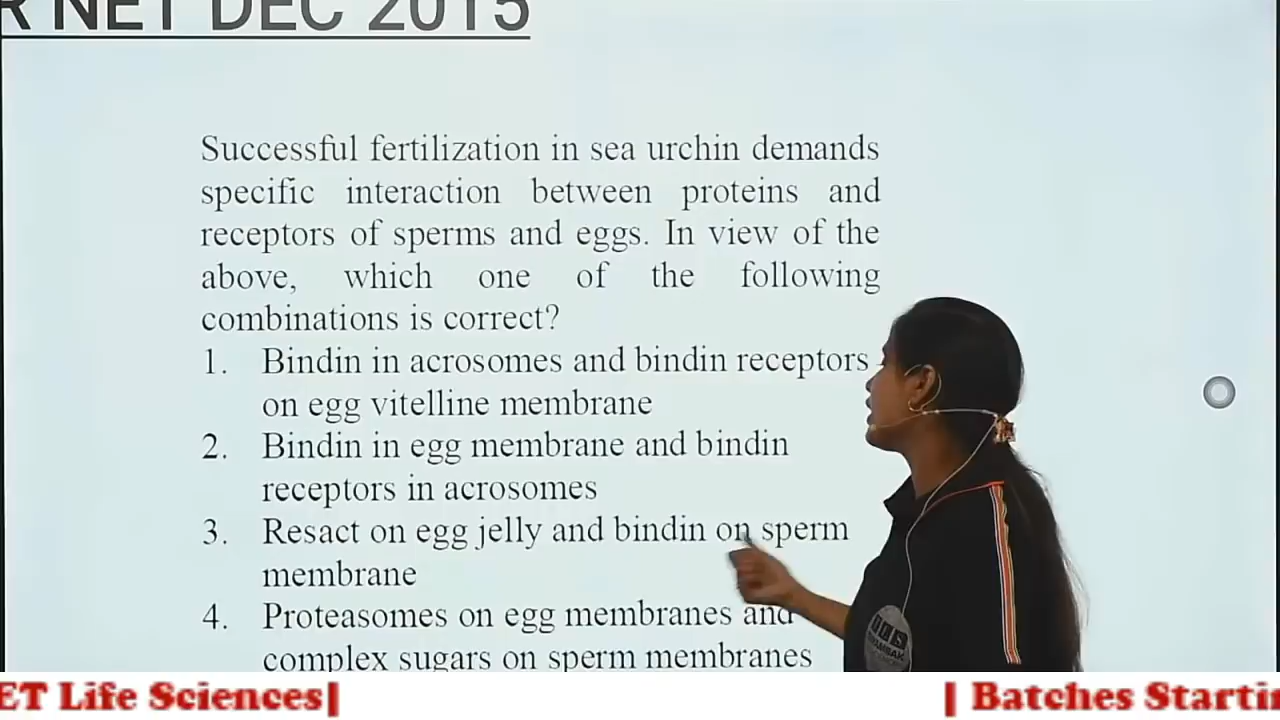 R NET DEC 2015
Successful fertilization in sea urchin demands
specific interaction between proteins and
receptors of sperms and eggs. In view of the
above, which one of the following
combinations is correct?
1. Bindin in acrosomes and bindin receptors
on egg vitelline membrane
2. Bindin in egg membrane and bindin
receptors in acrosomes
3. Resact on egg jelly and bindin on sperm
membrane
4. Proteasomes on egg membranes and
complex sugars on sperm membranes
ET Life Sciences| | Batches Startin